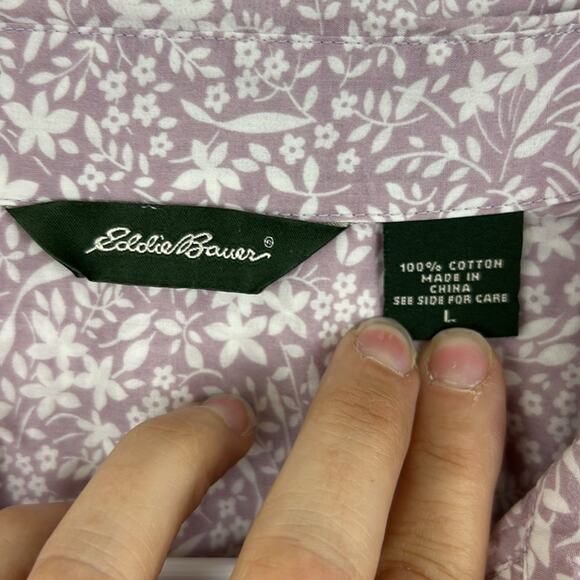 Eddie Bauer®
100% COTTON
MADE IN
CHINA
SEE SIDE FOR CARE
L